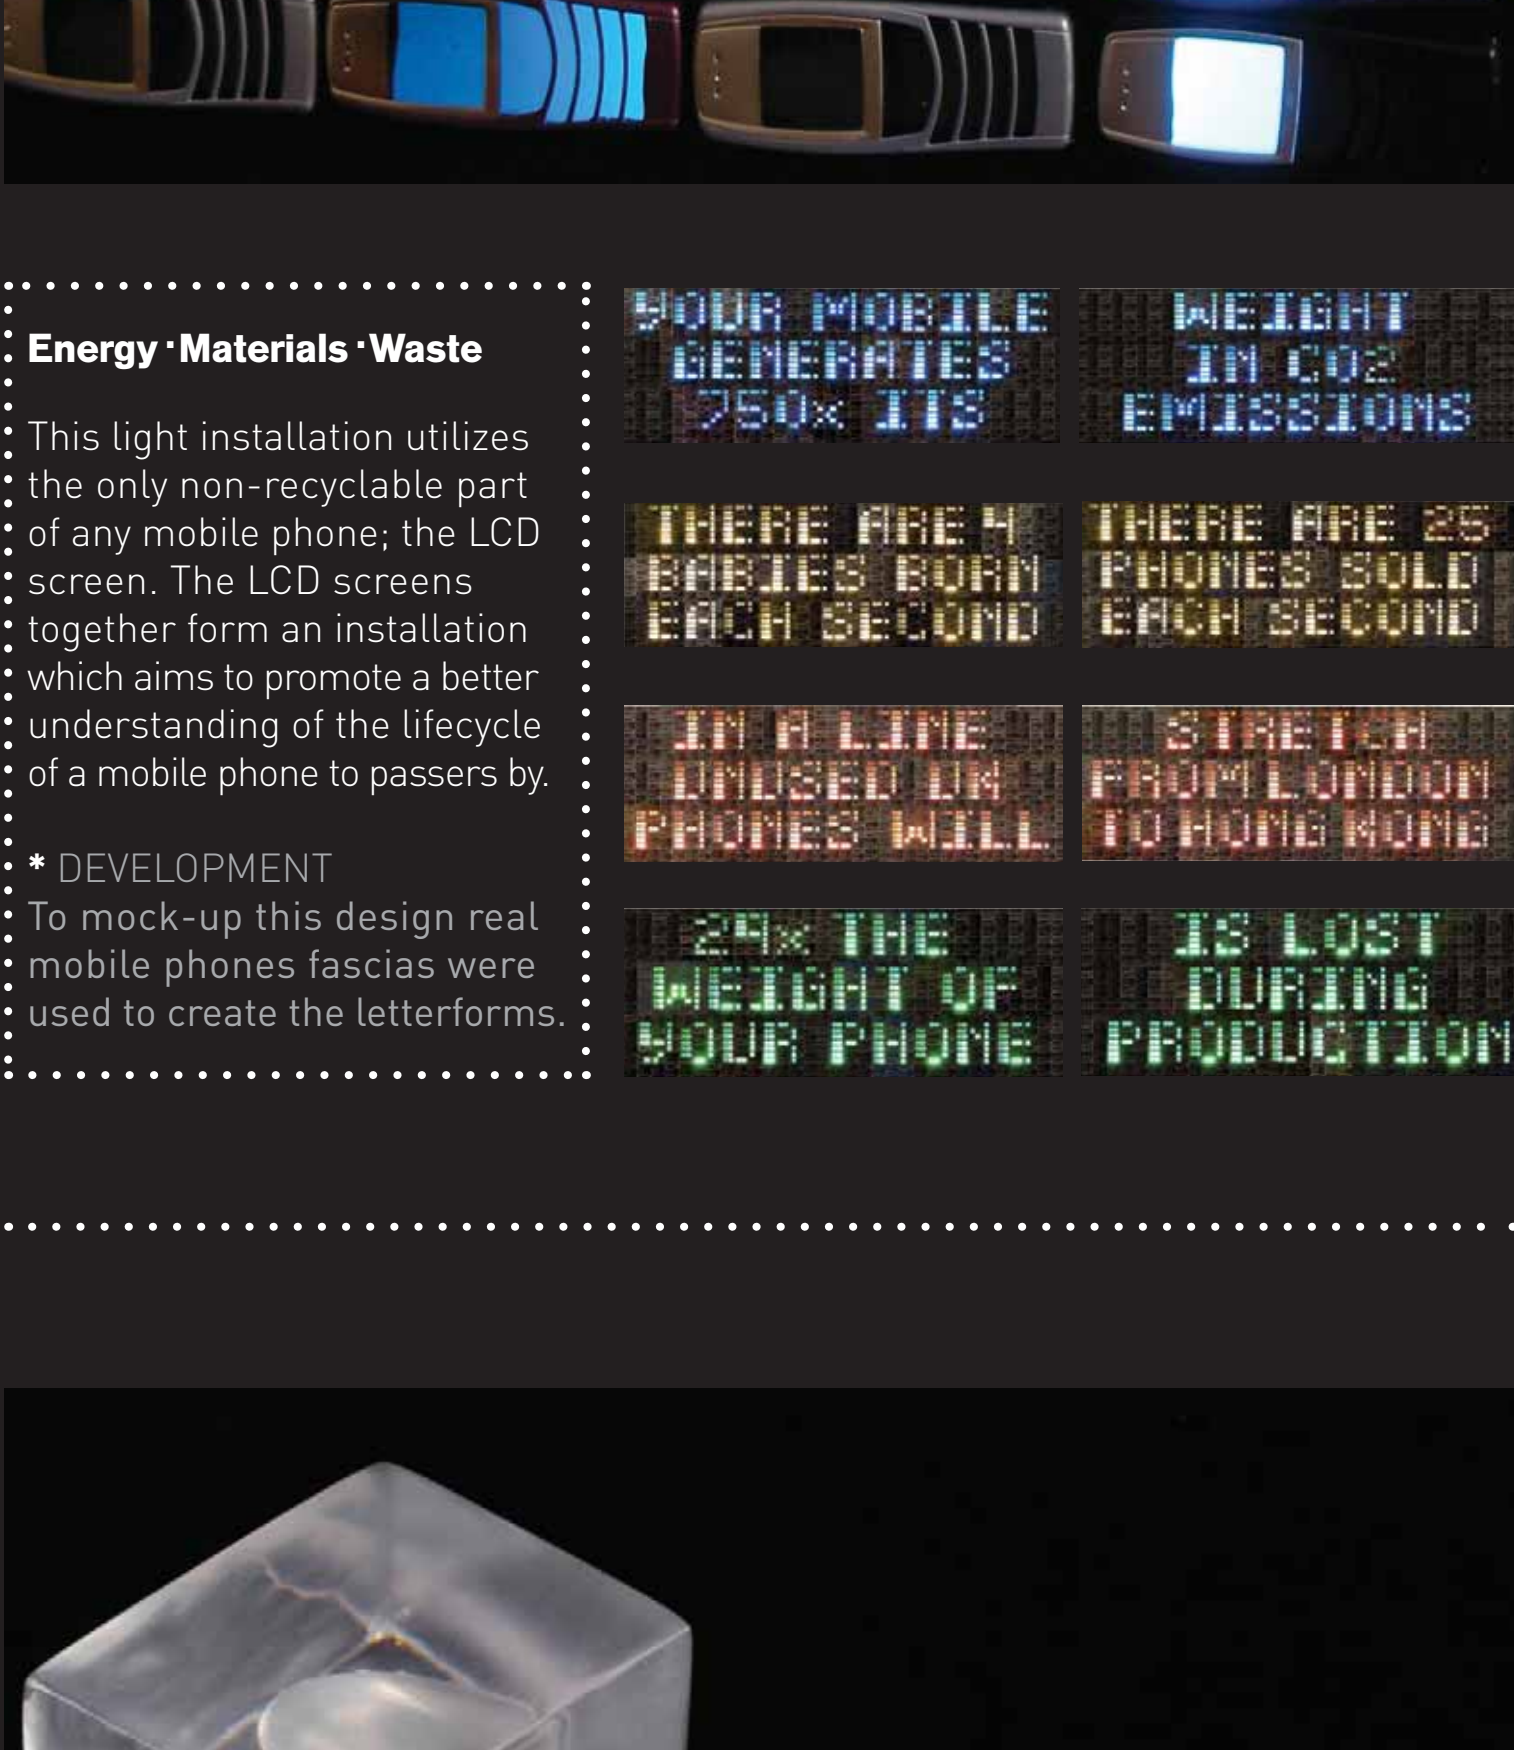 Energy · Materials · Waste
This light installation utilizes
the only non-recyclable part
of any mobile phone; the LCD
screen. The LCD screens
together form an installation
which aims to promote a better
understanding of the lifecycle
of a mobile phone to passers by.
* DEVELOPMENT
To mock-up this design real
mobile phones fascias were
used to create the letterforms.
YOUR MOBILE
GENERATES
750x ITS
WEIGHT
IN CO2
EMISSIONS
THERE ARE 4
BABIES BORN
EACH SECOND
THERE ARE 25
PHONES SOLD
EACH SECOND
IN A LINE
UNUSED UK
PHONES WILL
STRETCH
FROM LONDON
TO HONG KONG
24x THE
WEIGHT OF
YOUR PHONE
IS LOST
DURING
PRODUCTION